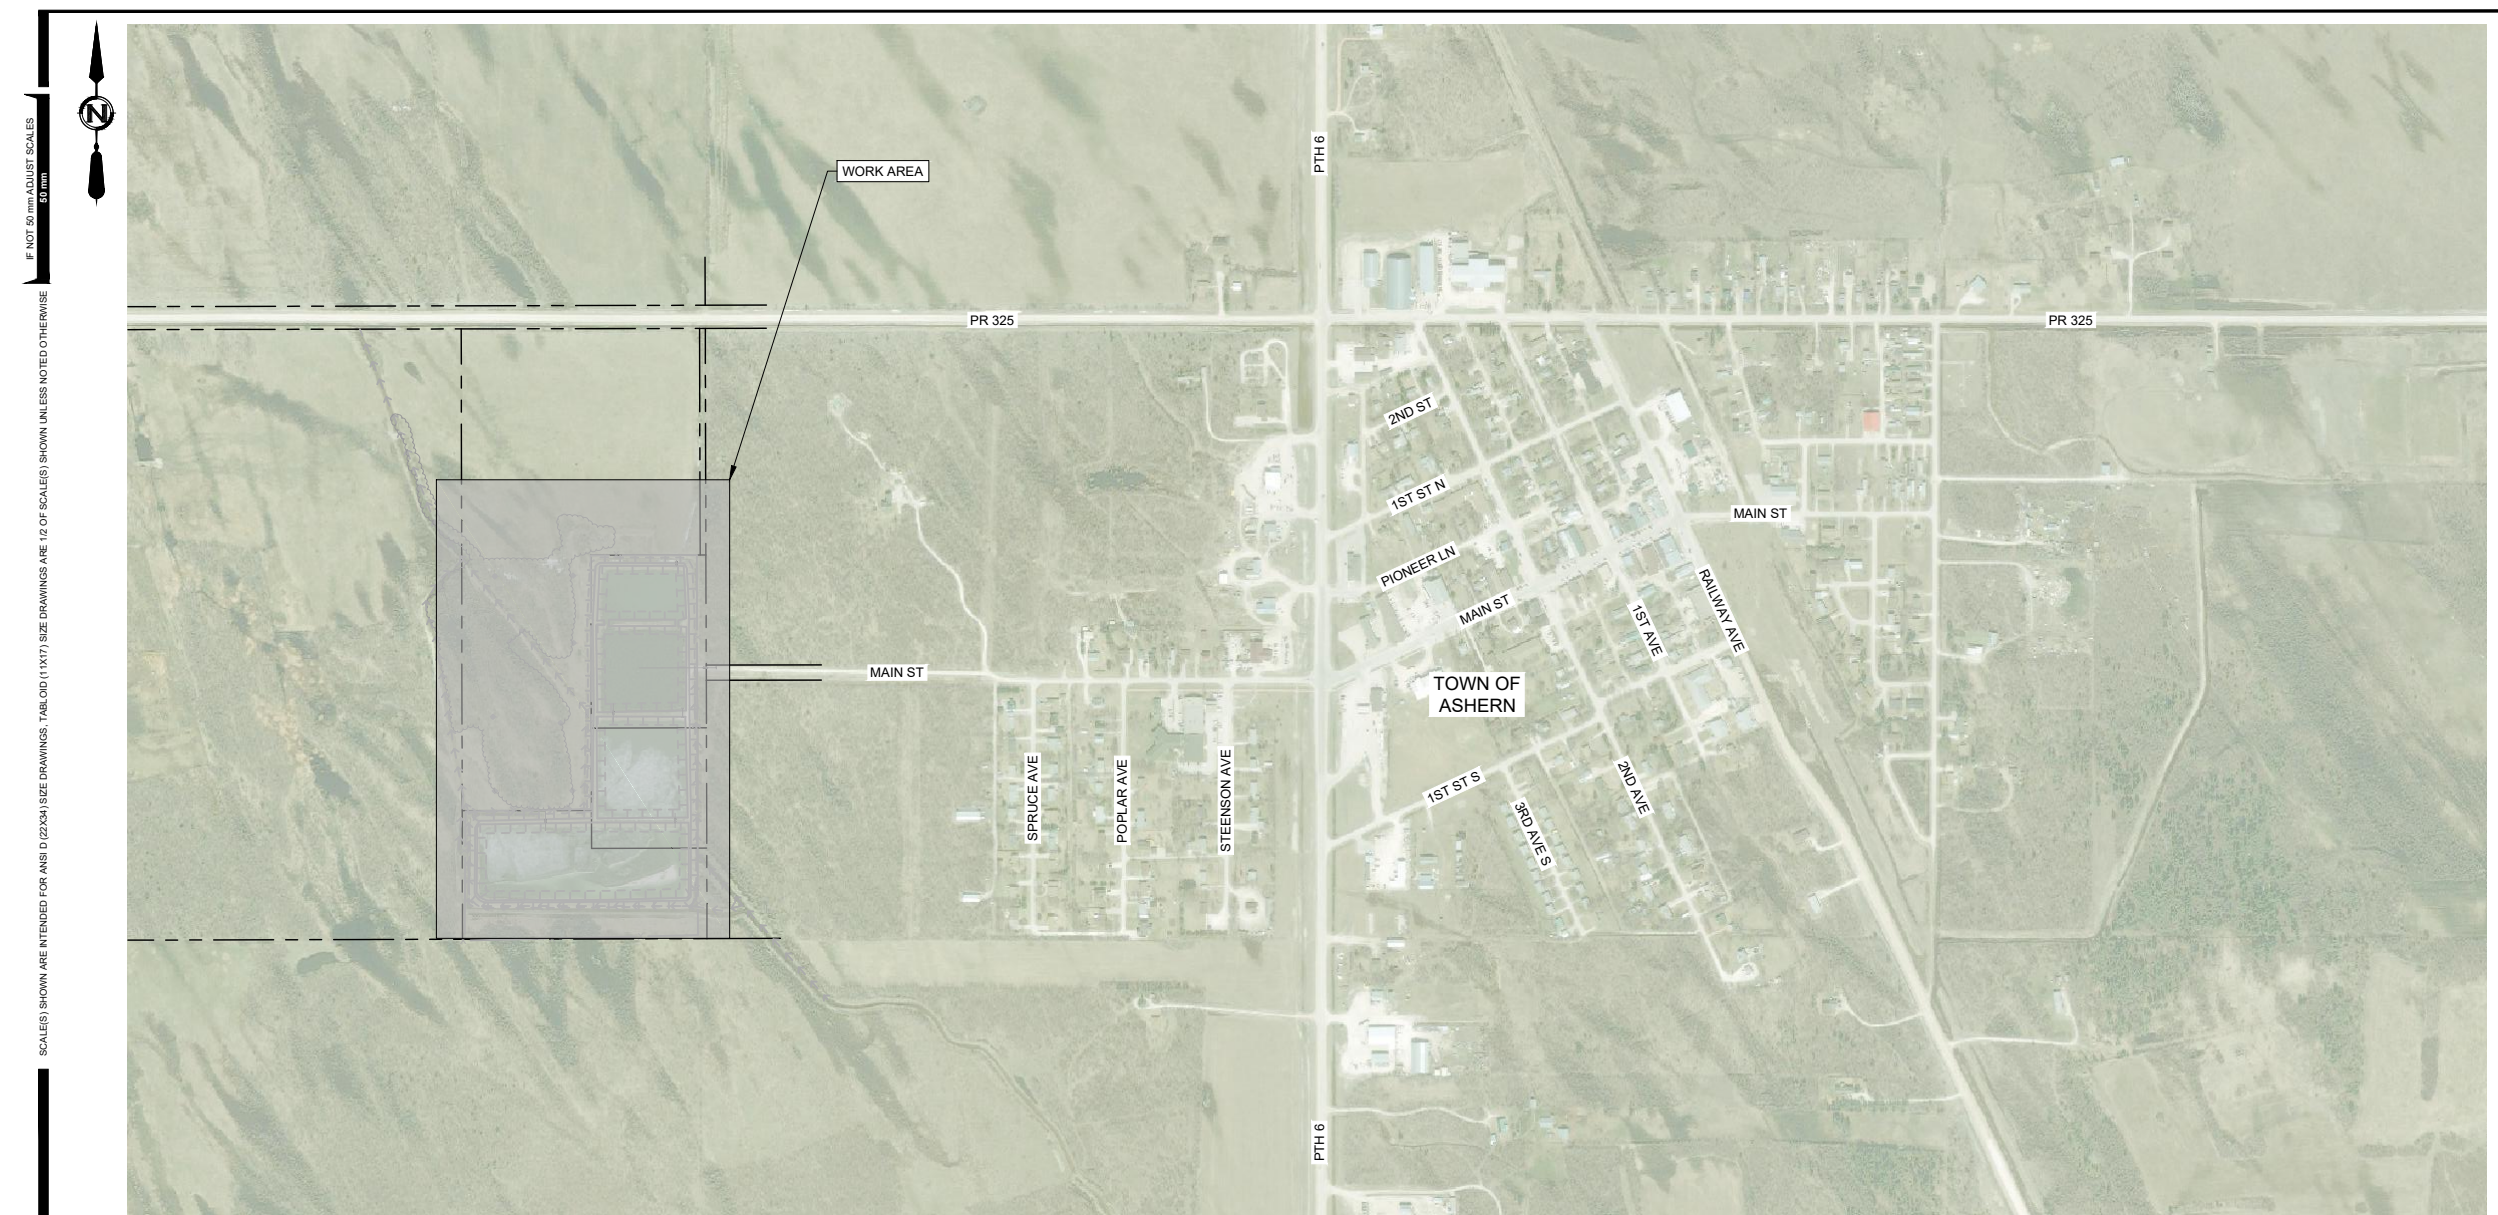 IF NOT 50 mm ADJUST SCALES
50 mm
SCALE(S) SHOWN ARE INTENDED FOR ANSI D (22X34) SIZE DRAWINGS, TABLOID (11X17) SIZE DRAWINGS ARE 1/2 OF SCALE(S) SHOWN UNLESS NOTED OTHERWISE
N
WORK AREA
PTH 6
PR 325
PR 325
2ND ST
1ST ST N
MAIN ST
PIONEER LN
MAIN ST
1ST AVE
RAILWAY AVE
MAIN ST
TOWN OF
ASHERN
SPRUCE AVE
POPLAR AVE
STEENSON AVE
1ST ST S
2ND AVE
3RD AVE S
PTH 6